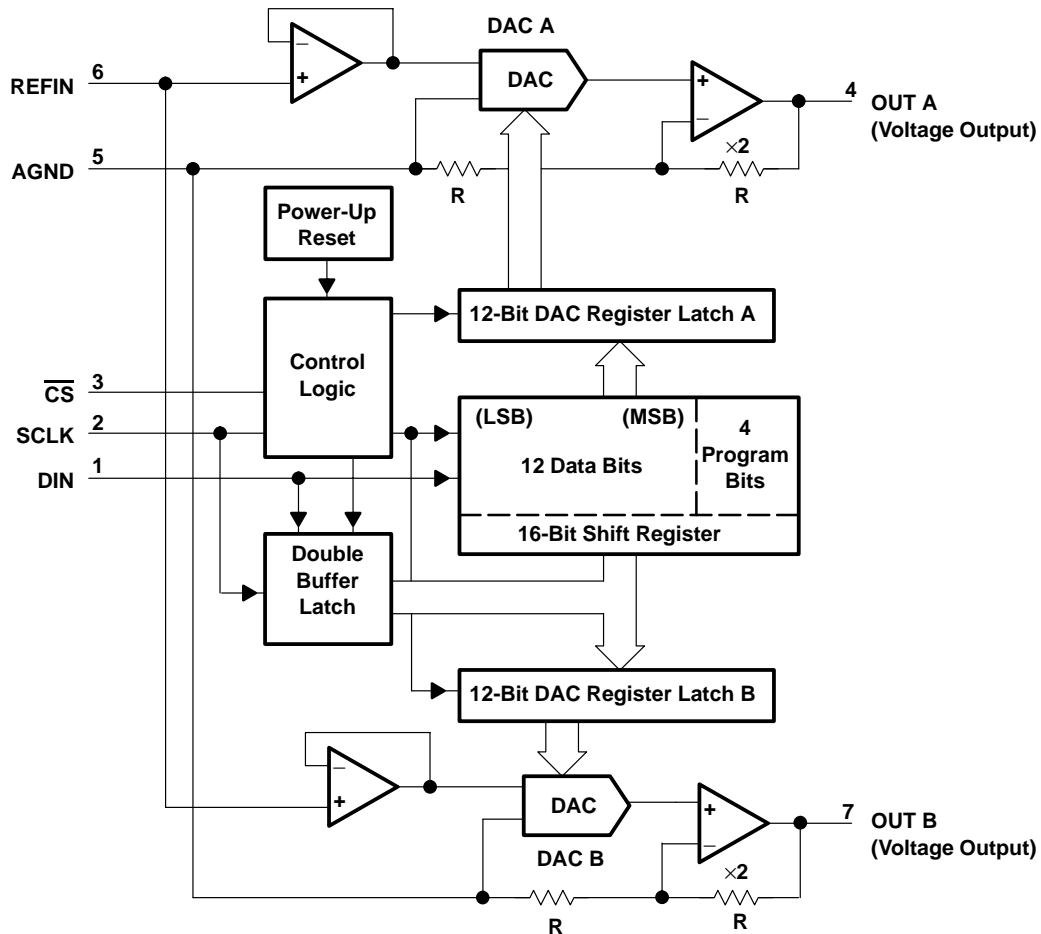 DAC A
−
+
REFIN
6
DAC
+
−
4
OUT A
(Voltage Output)
AGND
5
R
×2
R
Power-Up
Reset
12-Bit DAC Register Latch A
Control
Logic
CS
3
SCLK
2
DIN
1
(LSB)
(MSB)
12 Data Bits
4
Program
Bits
16-Bit Shift Register
Double
Buffer
Latch
12-Bit DAC Register Latch B
−
+
DAC
DAC B
+
−
7
OUT B
(Voltage Output)
R
×2
R